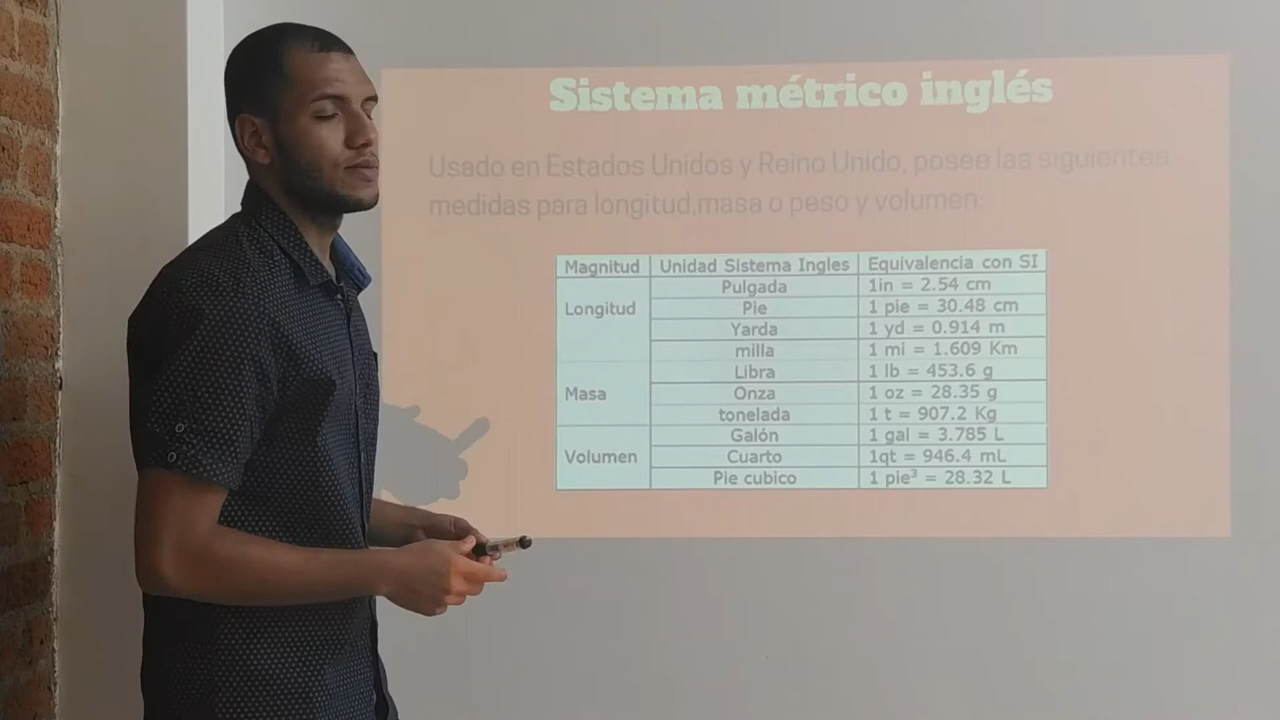 Sistema métrico inglés
Usado en Estados Unidos y Reino Unido, posee las siguientes
medidas para longitud,masa o peso y volumen:
Magnitud Unidad Sistema Ingles Equivalencia con SI
Longitud
Pulgada 1in = 2.54 cm
Pie 1 pie = 30.48 cm
Yarda 1 yd = 0.914 m
milla 1 mi = 1.609 Km
Masa
Libra 1 lb = 453.6 g
Onza 1 oz = 28.35 g
tonelada 1 t = 907.2 Kg
Volumen
Galón 1 gal = 3.785 L
Cuarto 1qt = 946.4 mL
Pie cubico 1 pie³ = 28.32 L